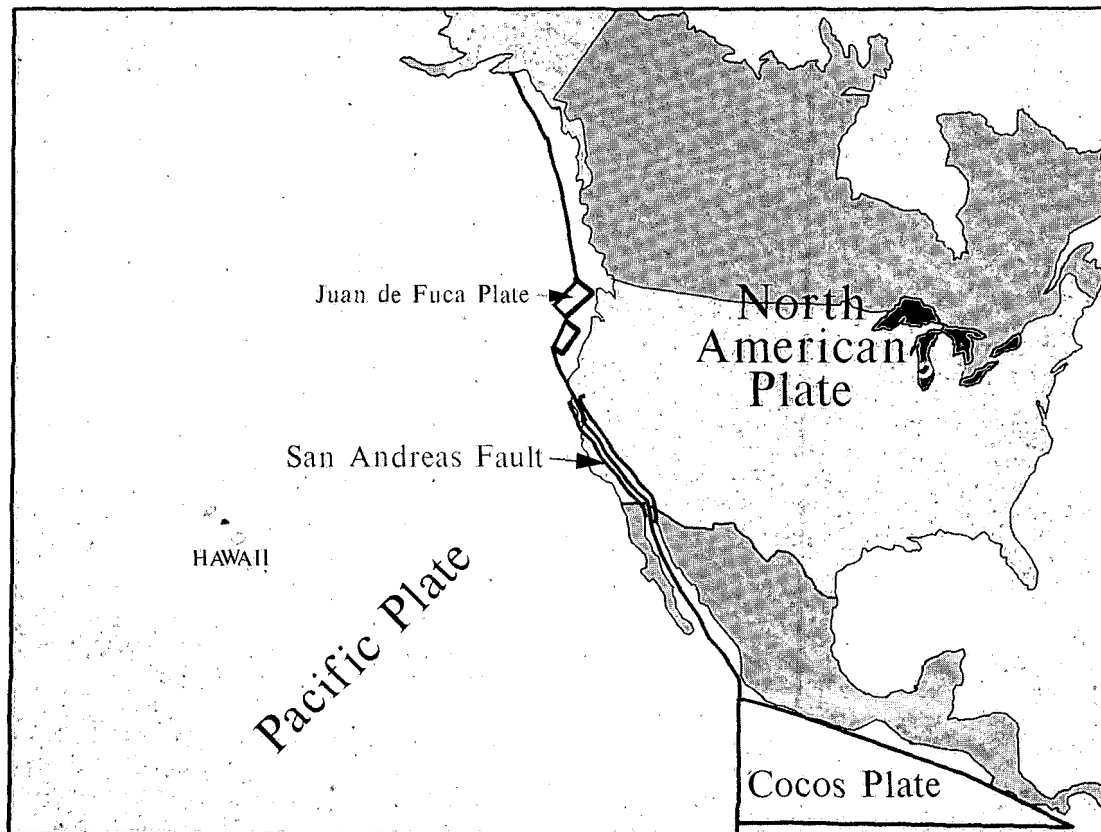 Juan de Fuca Plate
North
American
Plate
San Andreas Fault
HAWAII
Pacific Plate
Cocos Plate